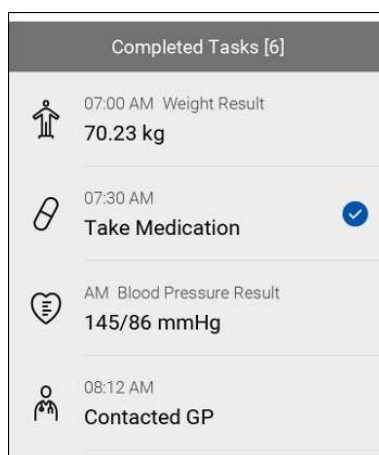 Completed Tasks [6]
07:00 AM Weight Result
70.23 kg
07:30 AM
Take Medication
AM Blood Pressure Result
145/86 mmHg
08:12 AM
Contacted GP